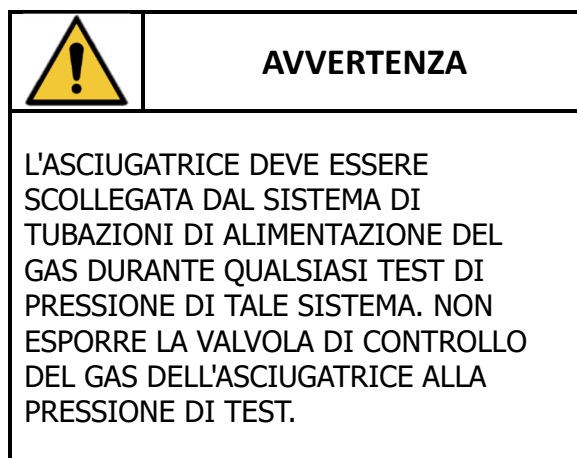 AVVERTENZA
L'ASCIUGATRICE DEVE ESSERE
SCOLLEGATA DAL SISTEMA DI
TUBAZIONI DI ALIMENTAZIONE DEL
GAS DURANTE QUALSIASI TEST DI
PRESSIONE DI TALE SISTEMA. NON
ESPORRE LA VALVOLA DI CONTROLLO
DEL GAS DELL'ASCIUGATRICE ALLA
PRESSIONE DI TEST.